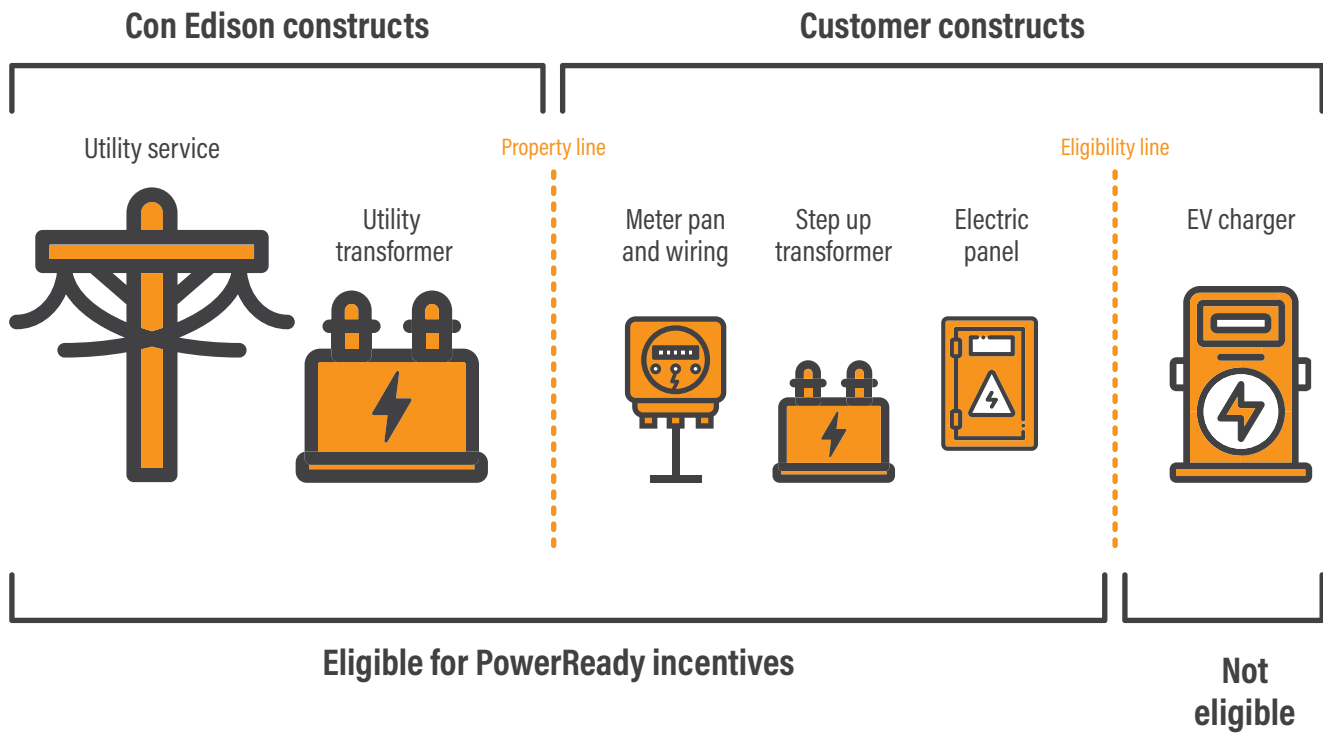 Con Edison constructs
Customer constructs
Utility service
Property line
Eligibility line
Utility
transformer
Meter pan
and wiring
Step up
transformer
Electric
panel
EV charger
Eligible for PowerReady incentives
Not
eligible